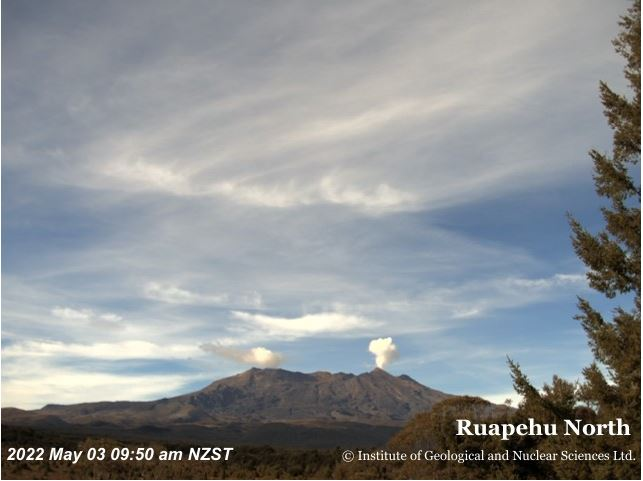 Ruapehu North
2022 May 03 09:50 am NZST
© Institute of Geological and Nuclear Sciences Ltd.